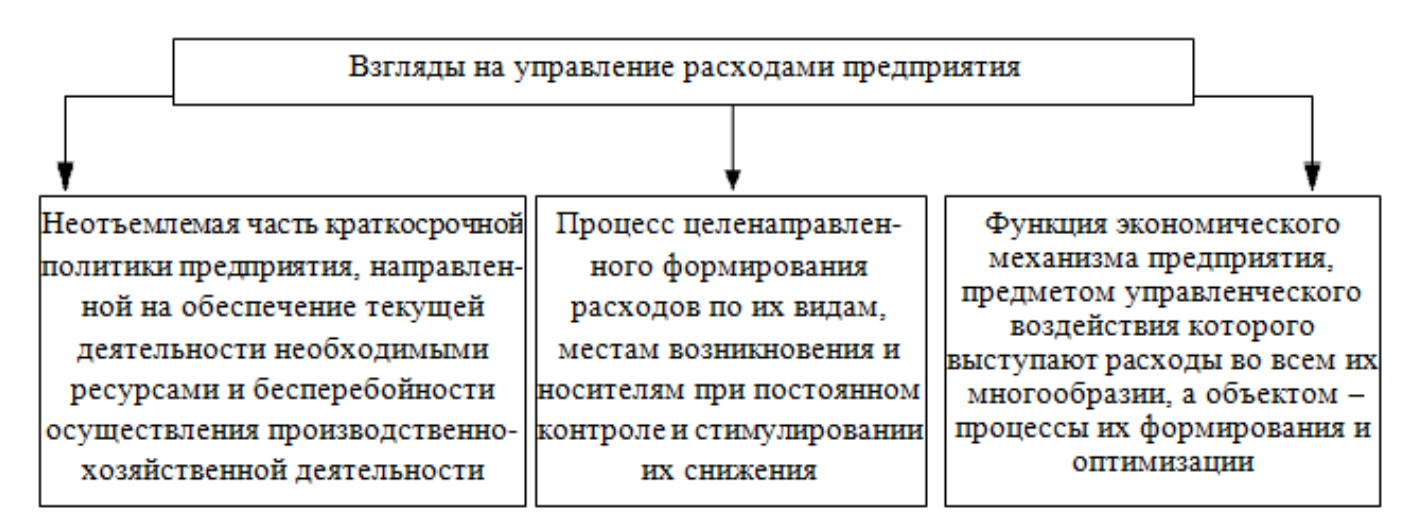 Взгляды на управление расходами предприятия
Неотъемлемая часть краткосрочной
политики предприятия, направлен-
ной на обеспечение текущей
деятельности необходимыми
ресурсами и бесперебойности
осуществления производственно-
хозяйственной деятельности
Процесс целенаправлен-
ного формирования
расходов по их видам,
местам возникновения и
носителям при постоянном
контроле и стимулировании
их снижения
Функция экономического
механизма предприятия,
предметом управленческого
воздействия которого
выступают расходы во всем их
многообразии, а объектом –
процессы их формирования и
оптимизации